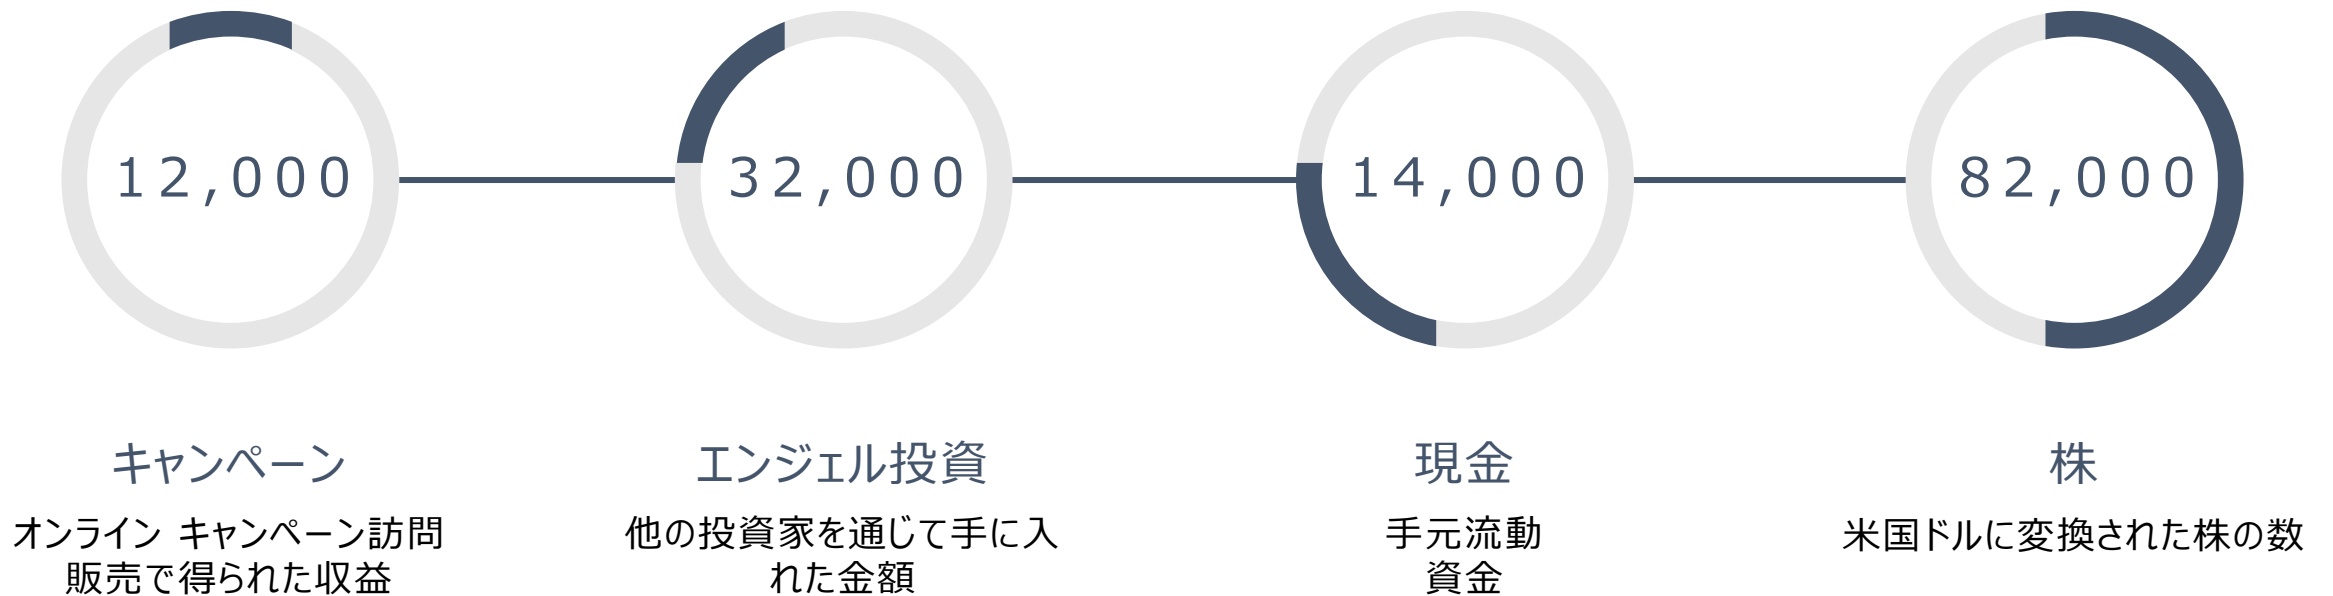 12,000
32,000
14,000
82,000
キャンペーン
オンライン キャンペーン訪問
販売で得られた収益
エンジェル投資
他の投資家を通じて手に入
れた金額
現金
手元流動
資金
株
米国ドルに変換された株の数